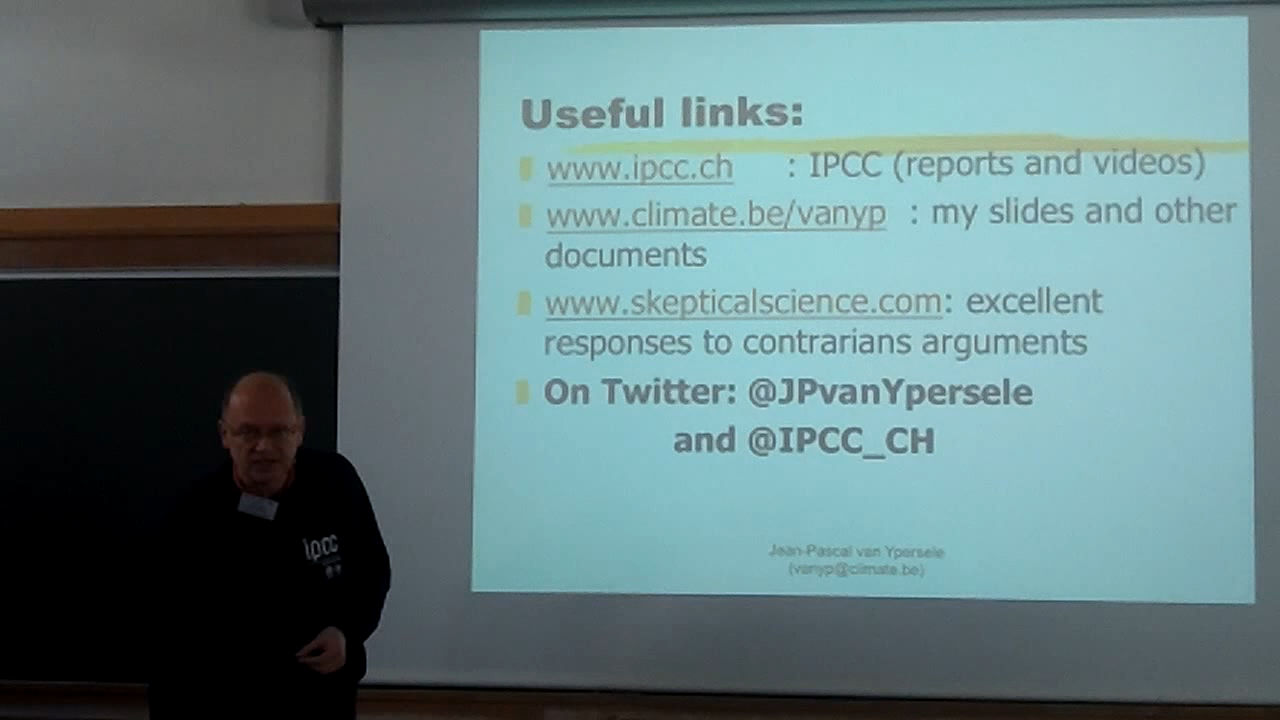 Useful links:
www.ipcc.ch : IPCC (reports and videos)
www.climate.be/vanyp : my slides and other
documents
www.skepticalscience.com: excellent
responses to contrarians arguments
On Twitter: @JPvanYpersele
and @IPCC_CH
Jean-Pascal van Ypersele
(vanyp@climate.be)
ipcc